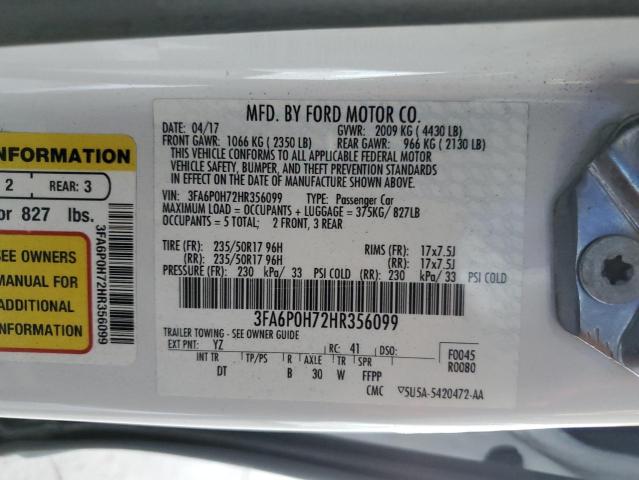 NFORMATION
2 REAR: 3
or 827 lbs.
SEE OWNERS
MANUAL FOR
ADDITIONAL
INFORMATION
3FA6P0H72HR356099
MFD. BY FORD MOTOR CO.
DATE: 04/17 GVWR: 2009 KG (4430 LB)
FRONT GAWR: 1066 KG (2350 LB) REAR GAWR: 966 KG (2130 LB)
THIS VEHICLE CONFORMS TO ALL APPLICABLE FEDERAL MOTOR
VEHICLE SAFETY, BUMPER, AND THEFT PREVENTION STANDARDS
IN EFFECT ON THE DATE OF MANUFACTURE SHOWN ABOVE.
VIN: 3FA6P0H72HR356099 TYPE: Passenger Car
MAXIMUM LOAD = OCCUPANTS + LUGGAGE = 375KG/ 827LB
OCCUPANTS = 5 TOTAL; 2 FRONT, 3 REAR
TIRE (FR): 235/50R17 96H RIMS (FR): 17x7.5J
(RR): 235/50R17 96H (RR): 17x7.5J
PRESSURE (FR): 230 kPa/ 33 PSI COLD (RR): 230 kPa/ 33 PSI COLD
3FA6P0H72HR356099
TRAILER TOWING - SEE OWNER GUIDE
EXT PNT: YZ RC: 41 DSO: F0045
INT TR TP/PS R AXLE TR SPR R0080
DT B 30 W FFPP
CMC ▽5U5A-5420472-AA